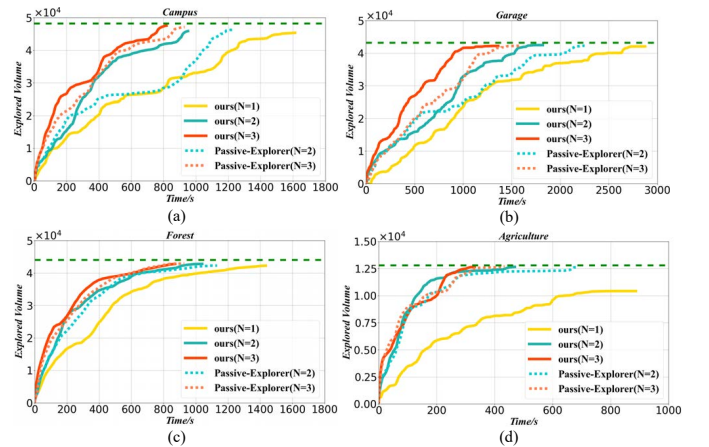 Campus
×10⁴
Explored Volume
5
4
3
2
1
0
ours(N=1)
ours(N=2)
ours(N=3)
Passive-Explorer(N=2)
Passive-Explorer(N=3)
0 200 400 600 800 1000 1200 1400 1600 1800
Time/s
(a)
Garage
×10⁴
Explored Volume
5
4
3
2
1
0
ours(N=1)
ours(N=2)
ours(N=3)
Passive-Explorer(N=2)
Passive-Explorer(N=3)
0 500 1000 1500 2000 2500 3000
Time/s
(b)
Forest
×10⁴
Explored Volume
5
4
3
2
1
0
ours(N=1)
ours(N=2)
ours(N=3)
Passive-Explorer(N=2)
Passive-Explorer(N=3)
0 200 400 600 800 1000 1200 1400 1600 1800
Time/s
(c)
Agriculture
×10⁴
Explored Volume
1.50
1.25
1.00
0.75
0.50
0.25
0.00
ours(N=1)
ours(N=2)
ours(N=3)
Passive-Explorer(N=2)
Passive-Explorer(N=3)
0 200 400 600 800 1000
Time/s
(d)